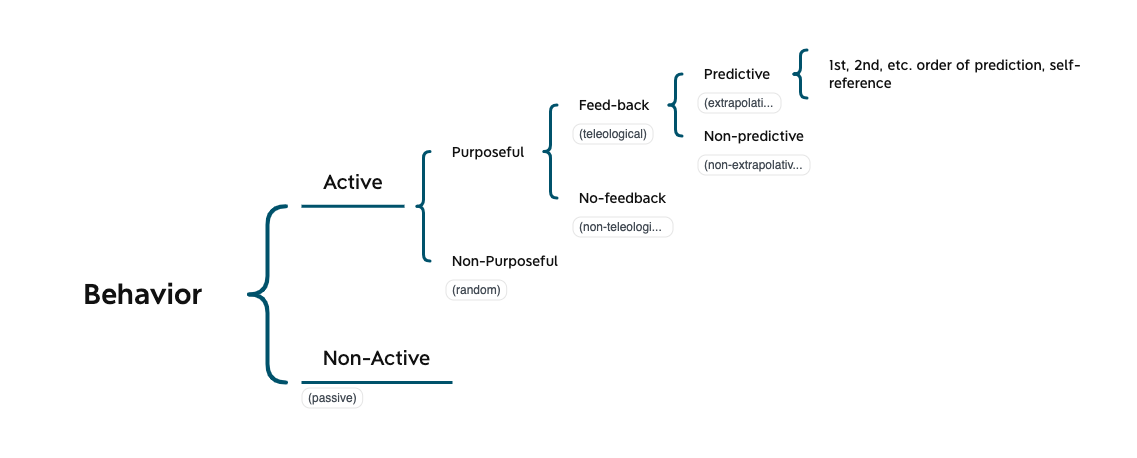 1st, 2nd, etc. order of prediction, self-
reference
Predictive
(extrapolati...
Feed-back
(teleological)
Non-predictive
(non-extrapolativ...
Purposeful
Active
No-feedback
(non-teleologi...
Non-Purposeful
(random)
Behavior
Non-Active
(passive)